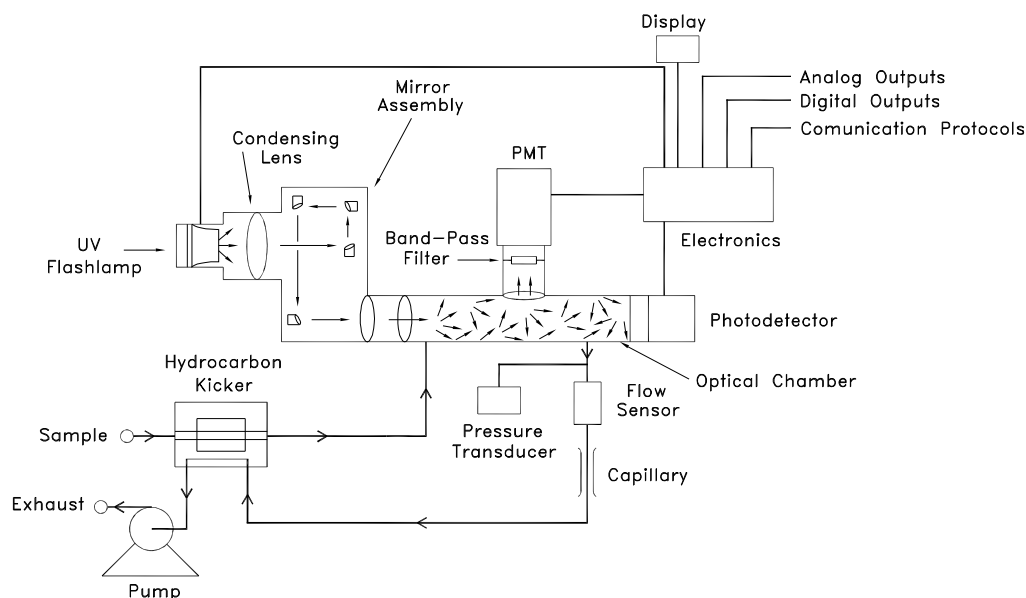 Display
Analog Outputs
Digital Outputs
Comunication Protocols
Mirror
Assembly
Condensing
Lens
PMT
UV
Flashlamp
Band-Pass
Filter
Electronics
Photodetector
Hydrocarbon
Kicker
Optical Chamber
Flow
Sensor
Sample
Pressure
Transducer
Capillary
Exhaust
Pump